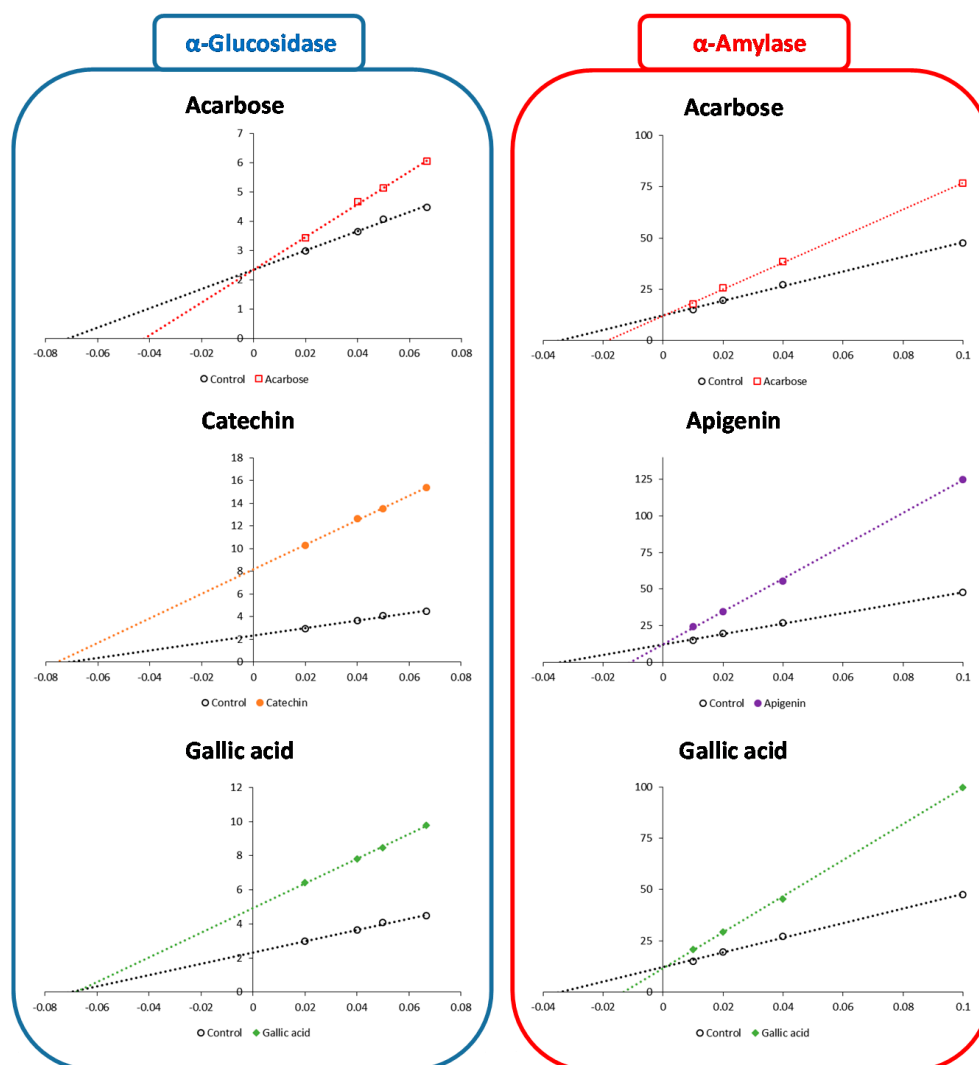 α-Glucosidase
Acarbose
7
6
5
4
3
2
1
0
-0.08 -0.06 -0.04 -0.02 0 0.02 0.04 0.06 0.08
Control Acarbose
Catechin
18
16
14
12
10
8
6
4
2
0
-0.08 -0.06 -0.04 -0.02 0 0.02 0.04 0.06 0.08
Control Catechin
Gallic acid
12
10
8
6
4
2
0
-0.08 -0.06 -0.04 -0.02 0 0.02 0.04 0.06 0.08
Control Gallic acid
α-Amylase
Acarbose
100
75
50
25
0
-0.04 -0.02 0 0.02 0.04 0.06 0.08 0.1
Control Acarbose
Apigenin
125
100
75
50
25
0
-0.04 -0.02 0 0.02 0.04 0.06 0.08 0.1
Control Apigenin
Gallic acid
100
75
50
25
0
-0.04 -0.02 0 0.02 0.04 0.06 0.08 0.1
Control Gallic acid